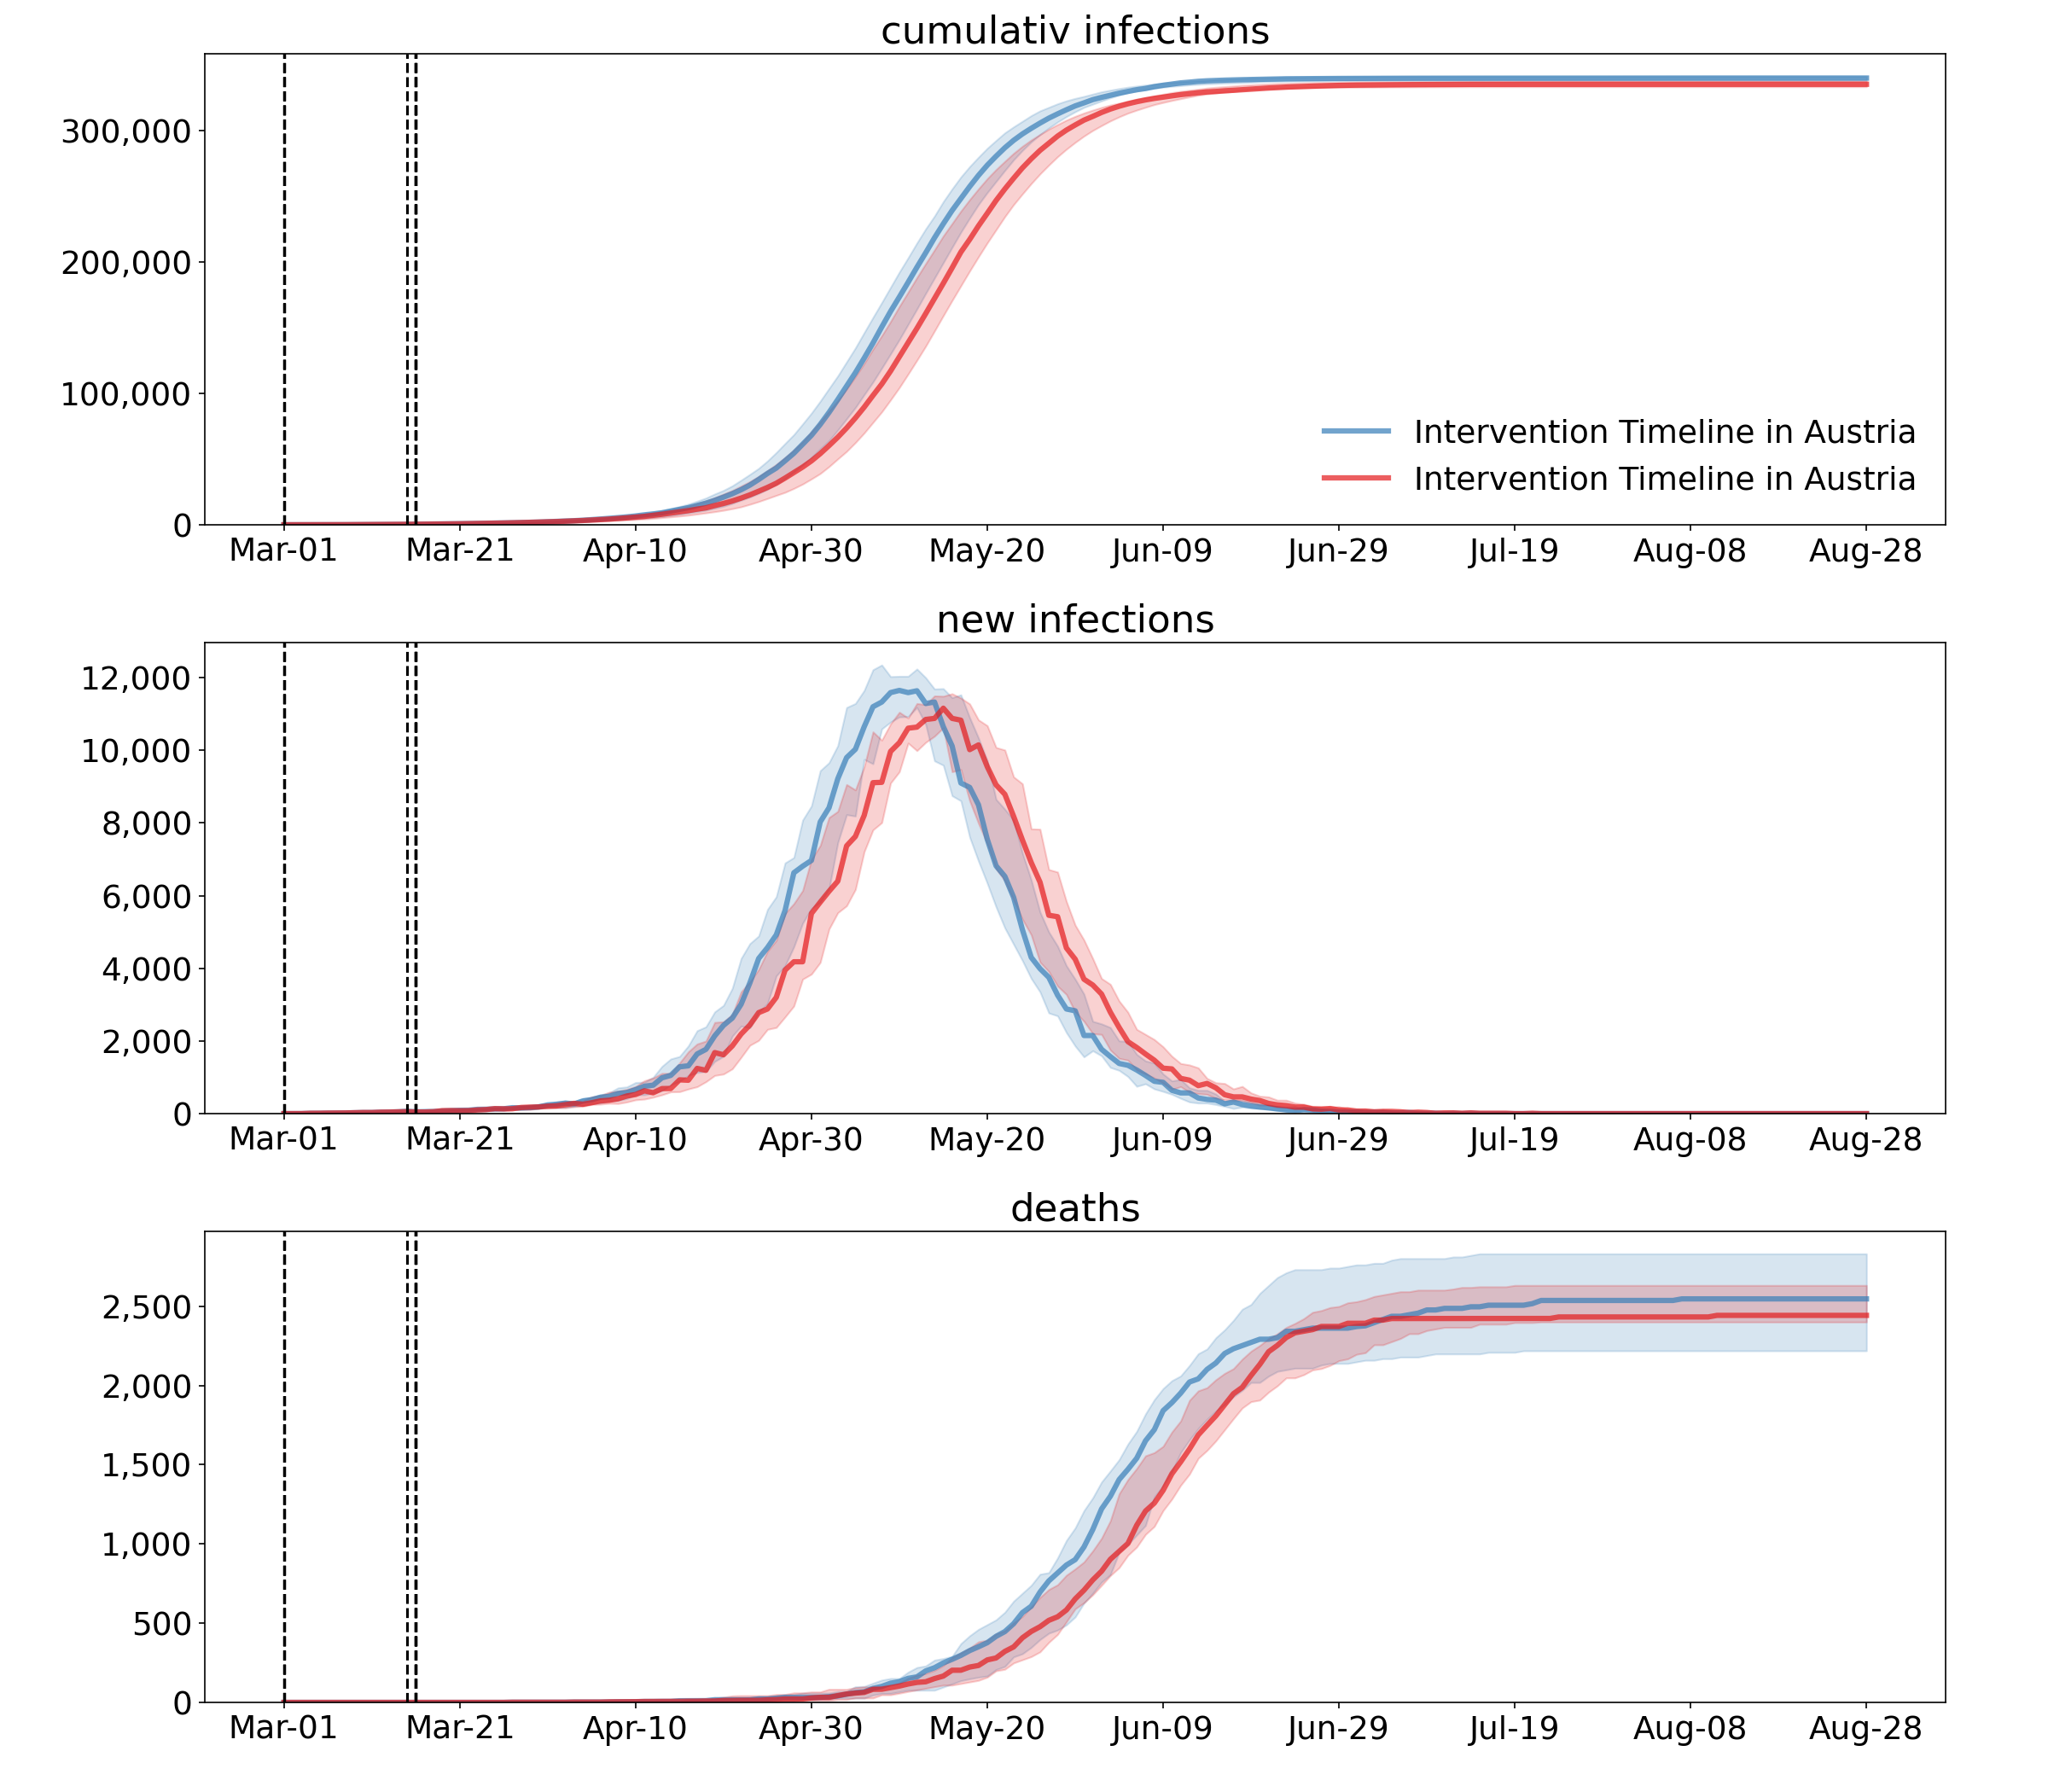 cumulativ infections
300,000
200,000
100,000
0
Intervention Timeline in Austria
Intervention Timeline in Austria
Mar-01 Mar-21 Apr-10 Apr-30 May-20 Jun-09 Jun-29 Jul-19 Aug-08 Aug-28
new infections
12,000
10,000
8,000
6,000
4,000
2,000
0
Mar-01 Mar-21 Apr-10 Apr-30 May-20 Jun-09 Jun-29 Jul-19 Aug-08 Aug-28
deaths
2,500
2,000
1,500
1,000
500
0
Mar-01 Mar-21 Apr-10 Apr-30 May-20 Jun-09 Jun-29 Jul-19 Aug-08 Aug-28